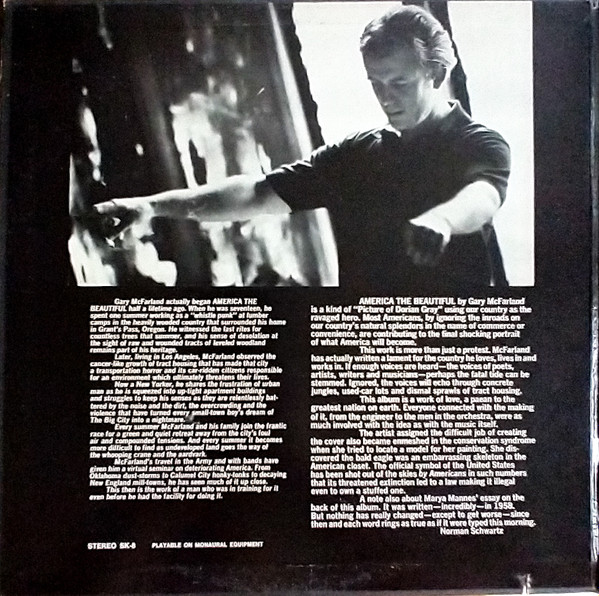 Gary McFarland actually began AMERICA THE
BEAUTIFUL half a lifetime ago. When he was seventeen, he
spent one summer working as a "whistle punk" at lumber
camps in the heavily wooded country that surrounded his home
in Grant's Pass, Oregon. He witnessed the last rites for
countless trees that summer, and his sense of desolation at
the sight of raw and wounded tracts of leveled woodland
remains part of his heritage.
Later, living in Los Angeles, McFarland observed the
cancer-like growth of tract housing that has made that city
a transportation horror and its car-ridden citizens responsible
for an environment which ultimately threatens their lives.
Now a New Yorker, he shares the frustration of urban
man as he is squeezed into up-tight apartment buildings
and struggles to keep his senses as they are relentlessly bat-
tered by the noise and the dirt, the overcrowding and the
violence that have turned every small-town boy's dream of
The Big City into a nightmare.
Every summer McFarland and his family join the frantic
race for a green and quiet retreat away from the city's foul
air and compounded tensions. And every summer it becomes
more difficult to find as undeveloped land goes the way of
the whooping crane and the aardvark.
McFarland's travel in the Army and with bands have
given him a virtual seminar on deteriorating America. From
Oklahoma dust-storms to Calumet City honky-tonks to decaying
New England mill-towns, he has seen much of it up close.
This then is the work of a man who was in training for it
even before he had the facility for doing it.
AMERICA THE BEAUTIFUL by Gary McFarland
is a kind of "Picture of Dorian Gray" using our country as the
ravaged hero. Most Americans, by ignoring the inroads on
our country's natural splendors in the name of commerce or
convenience, are contributing to the final shocking portrait
of what America will become.
This work is more than just a protest. McFarland
has actually written a lament for the country he loves, lives in and
works in. If enough voices are heard—the voices of poets,
artists, writers and musicians—perhaps the fatal tide can be
stemmed. Ignored, the voices will echo through concrete
jungles, used-car lots and dismal sprawls of tract housing.
This album is a work of love, a paean to the
greatest nation on earth. Everyone connected with the making
of it, from the engineer to the men in the orchestra, were as
much involved with the idea as with the music itself.
The artist assigned the difficult job of creating
the cover also became enmeshed in the conservation syndrome
when she tried to locate a model for her painting. She dis-
covered the bald eagle was an embarrassing skeleton in the
American closet. The official symbol of the United States
has been shot out of the skies by Americans in such numbers
that its threatened extinction led to a law making it illegal
even to own a stuffed one.
A note also about Marya Mannes' essay on the
back of this album. It was written—incredibly—in 1958.
But nothing has really changed—except to get worse—since
then and each word rings as true as if it were typed this morning.
Norman Schwartz
STEREO SK-8 PLAYABLE ON MONAURAL EQUIPMENT